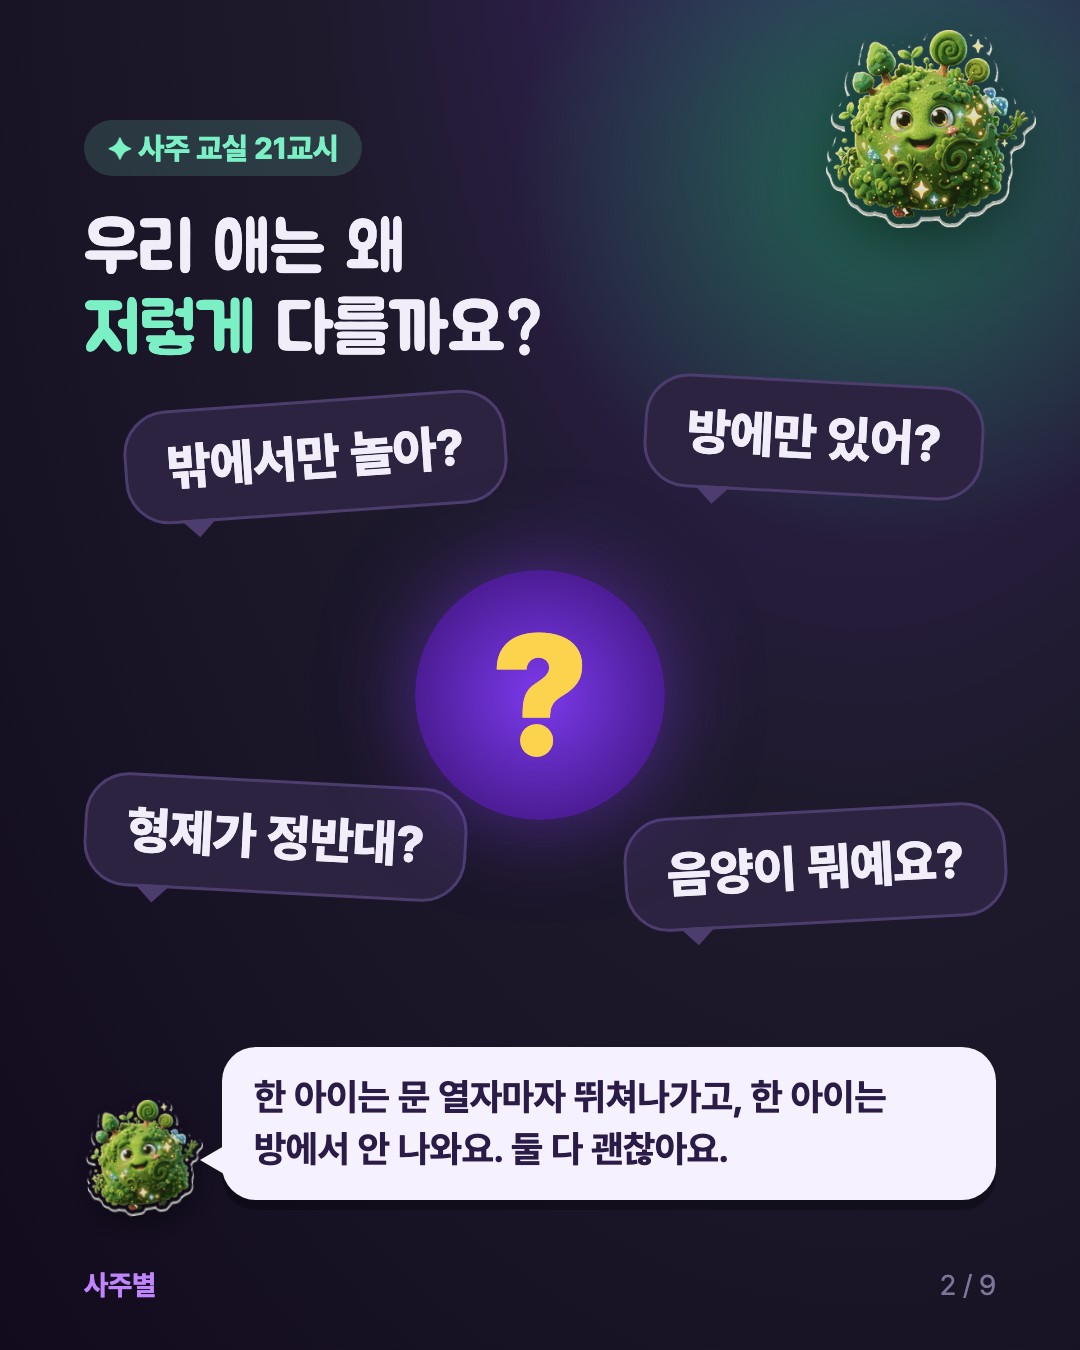 ✦ 사주 교실 21교시
우리 애는 왜
저렇게 다를까요?
밖에서만 놀아?
방에만 있어?
?
형제가 정반대?
음양이 뭐예요?
한 아이는 문 열자마자 뛰쳐나가고, 한 아이는
방에서 안 나와요. 둘 다 괜찮아요.
사주별
2 / 9